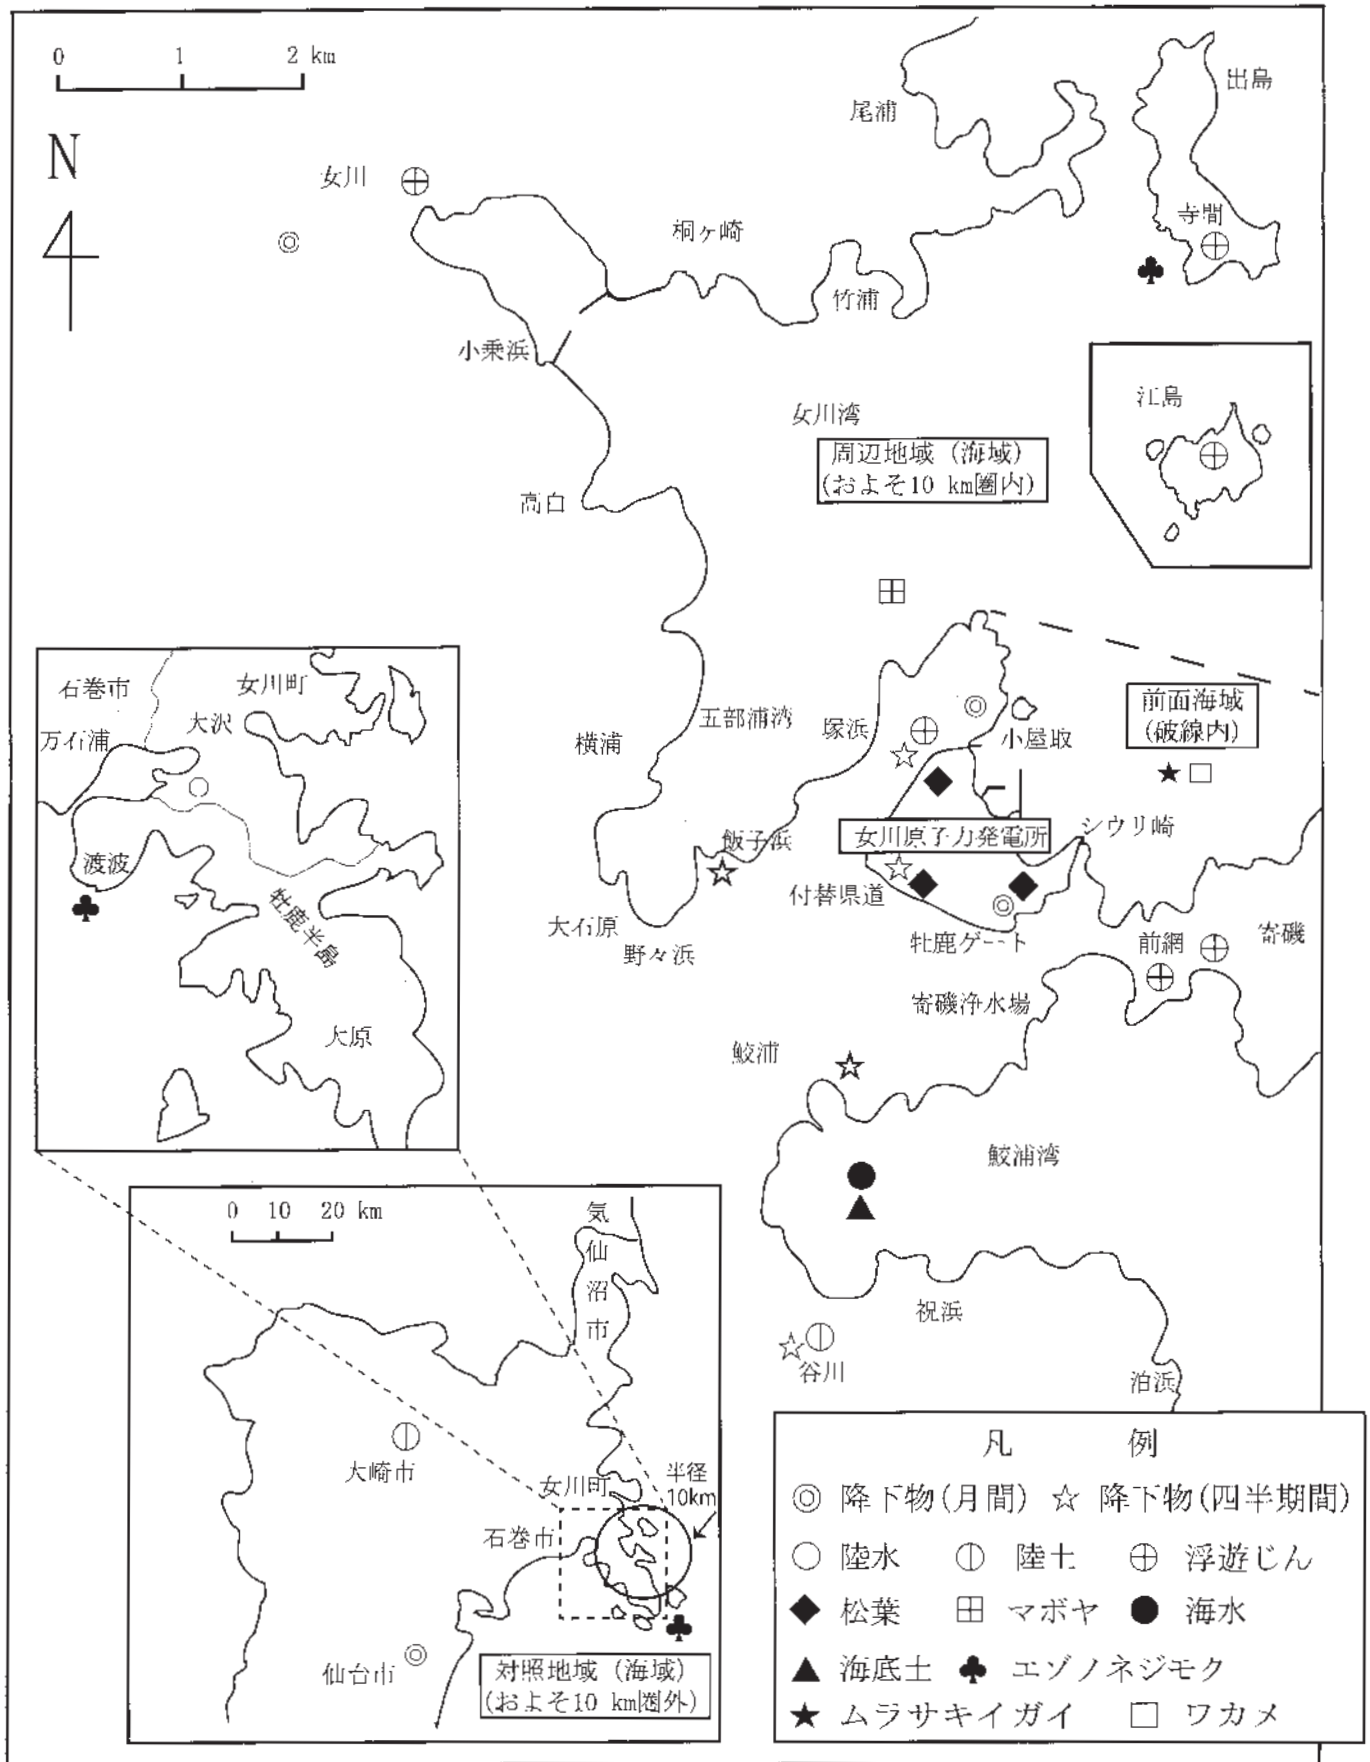 0 1 2 km
N
女川
尾浦
出島
寺間
桐ヶ崎
竹浦
小乗浜
女川湾
周辺地域（海域）
(およそ10 km圏内)
江島
高白
五部浦湾
横浦
塚浜
小屋取
前面海域
(破線内)
飯子浜
女川原子力発電所
シウリ崎
付替県道
大石原
野々浜
牡鹿ゲート
前網
寄磯
寄磯浄水場
鮫浦
鮫浦湾
祝浜
谷川
泊浜
石巻市
女川町
大沢
万石浦
渡波
牡鹿半島
大原
0 10 20 km
気仙沼市
大崎市
女川町
半径
10km
石巻市
仙台市
対照地域（海域）
(およそ10 km圏外)
凡 例
◎ 降下物(月間) ☆ 降下物(四半期間)
○ 陸水 陸土 ⊕ 浮遊じん
◆ 松葉 田 マボヤ ● 海水
▲ 海底土 ♣ エゾノネジモク
★ ムラサキイガイ □ ワカメ